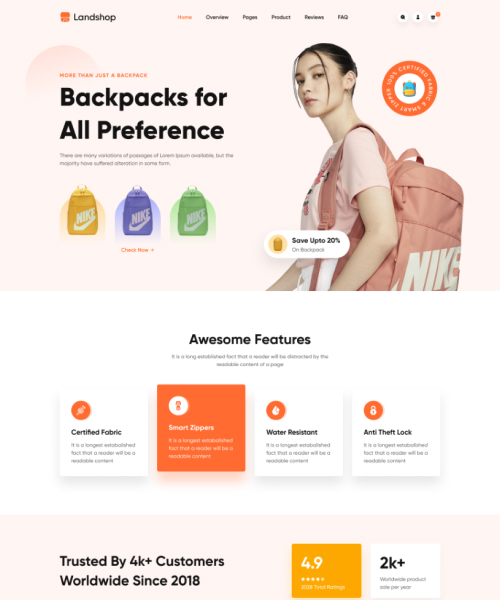 Landshop
Home Overview Pages Product Reviews FAQ
MORE THAN JUST A BACKPACK
Backpacks for
All Preference
There are many variations of passages of Lorem Ipsum available, but the
majority have suffered alteration in some form.
100% CERTIFIED FABRIC & SMART ZIPPER
NIKE NIKE NIKE
Check Now →
Save Upto 20%
On Backpack
NIKE
Awesome Features
It is a long established fact that a reader will be distracted by the
readable content of a page
Certified Fabric
It is a longest estabolished
fact that a reader will be a
readable content
Smart Zippers
It is a longest estabolished
fact that a reader will be a
readable content
Water Resistant
It is a longest estabolished
fact that a reader will be a
readable content
Anti Theft Lock
It is a longest estabolished
fact that a reader will be a
readable content
Trusted By 4k+ Customers
Worldwide Since 2018
4.9
Total Ratings
2k+
Worldwide product
sale per year